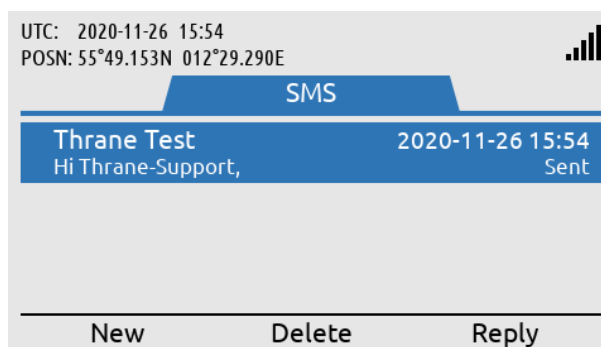 UTC: 2020-11-26 15:54
POSN: 55°49.153N 012°29.290E
SMS
Thrane Test 2020-11-26 15:54
Hi Thrane-Support, Sent
New Delete Reply